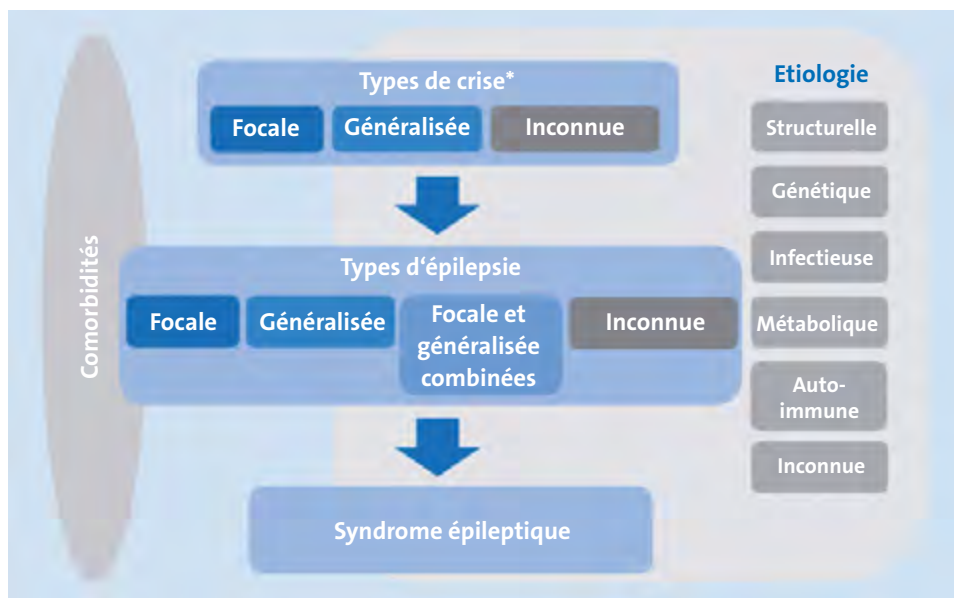 Types de crise*
Focale
Généralisée
Inconnue
Comorbidités
Types d‘épilepsie
Focale
Généralisée
Focale et
généralisée
combinées
Inconnue
Syndrome épileptique
Etiologie
Structurelle
Génétique
Infectieuse
Métabolique
Auto-
immune
Inconnue